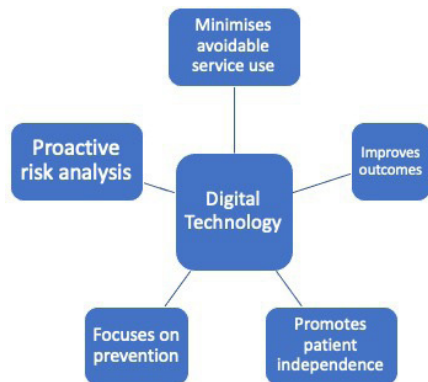 Minimises
avoidable
service use
Proactive
risk analysis
Improves
outcomes
Digital
Technology
Focuses on
prevention
Promotes
patient
independence